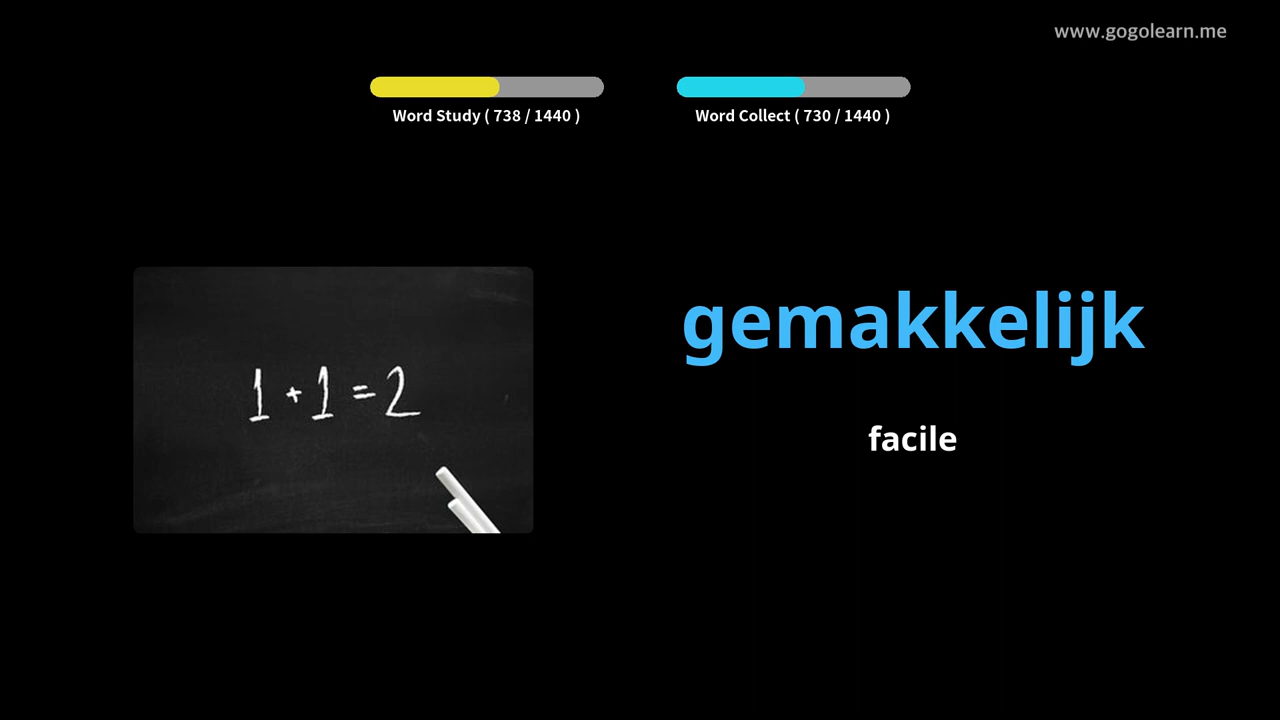 www.gogolearn.me
Word Study ( 738 / 1440 )
Word Collect ( 730 / 1440 )
1 + 1 = 2
gemakkelijk
facile